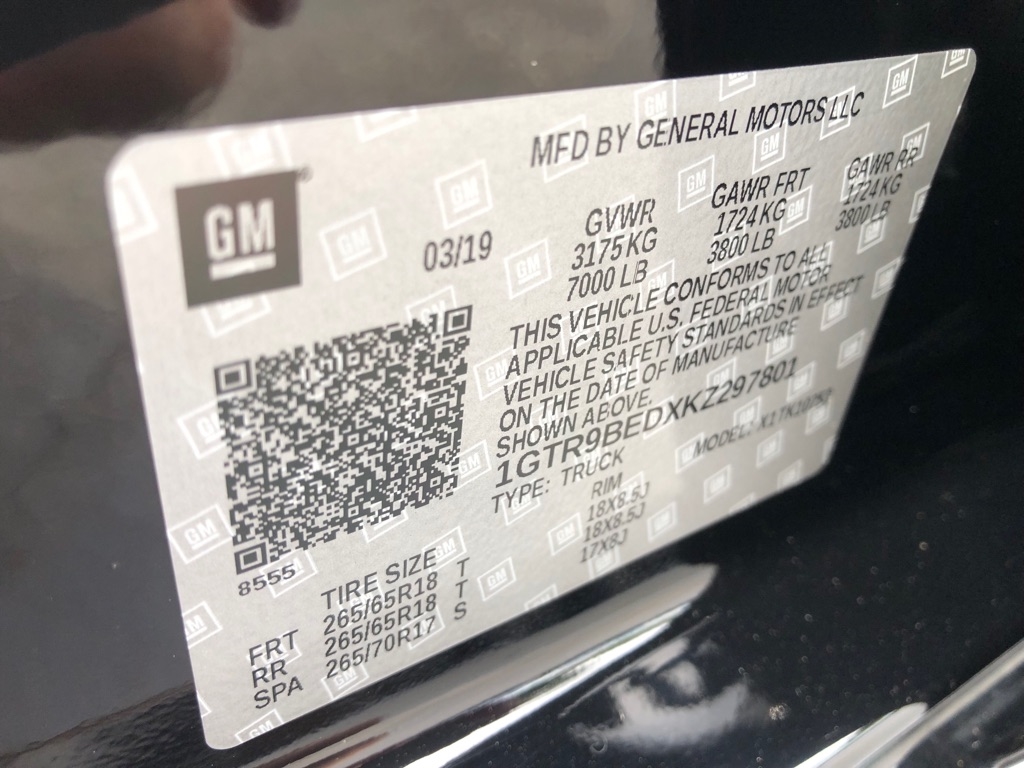 MFD BY GENERAL MOTORS LLC
GM
03/19
GVWR
3175 KG
7000 LB
GAWR FRT
1724 KG
3800 LB
GAWR RR
1724 KG
3800 LB
THIS VEHICLE CONFORMS TO ALL
APPLICABLE U.S. FEDERAL MOTOR
VEHICLE SAFETY STANDARDS IN EFFECT
ON THE DATE OF MANUFACTURE
SHOWN ABOVE.
1GTR9BEDXKZ297801
TYPE: TRUCK
MODEL:
8555
TIRE SIZE RIM
FRT 265/65R18 T 18X8.5J
RR 265/65R18 T 18X8.5J
SPA 265/70R17 S 17X8J